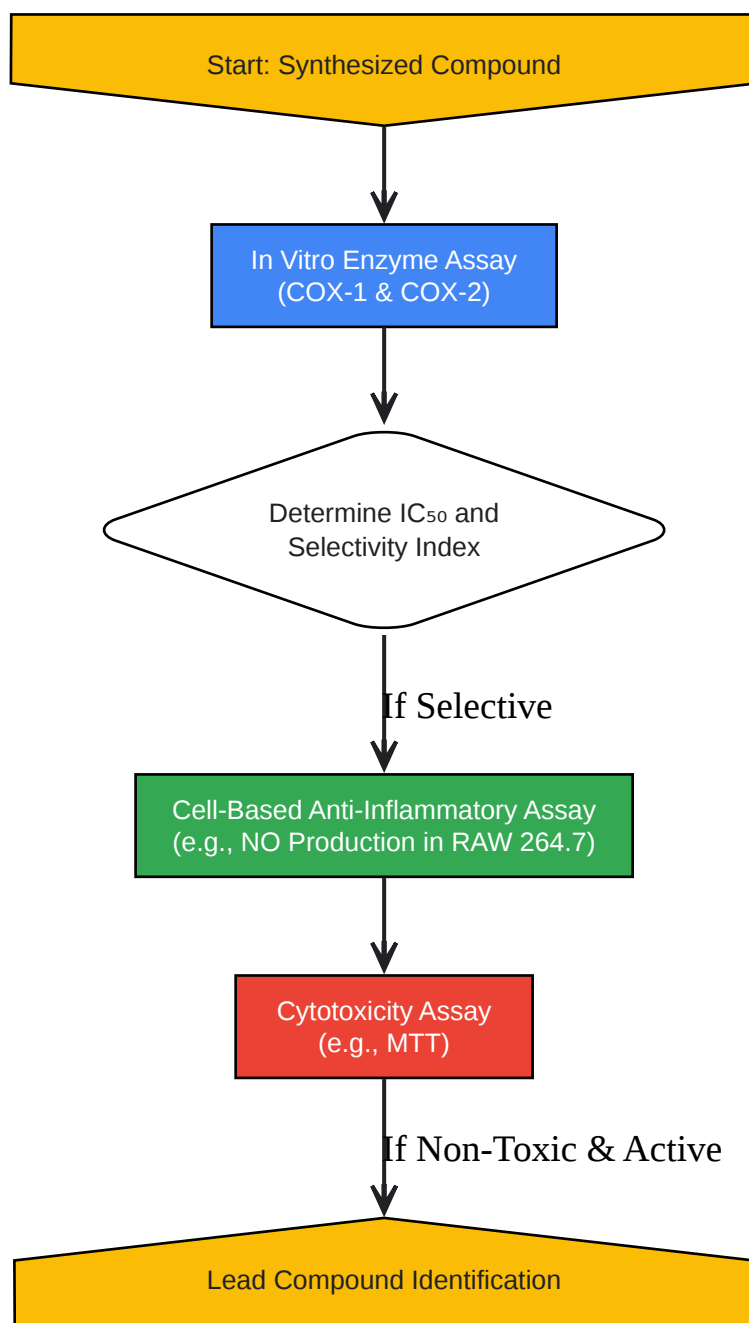 Start: Synthesized Compound
In Vitro Enzyme Assay
(COX-1 & COX-2)
Determine IC₅₀ and
Selectivity Index
If Selective
Cell-Based Anti-Inflammatory Assay
(e.g., NO Production in RAW 264.7)
Cytotoxicity Assay
(e.g., MTT)
If Non-Toxic & Active
Lead Compound Identification